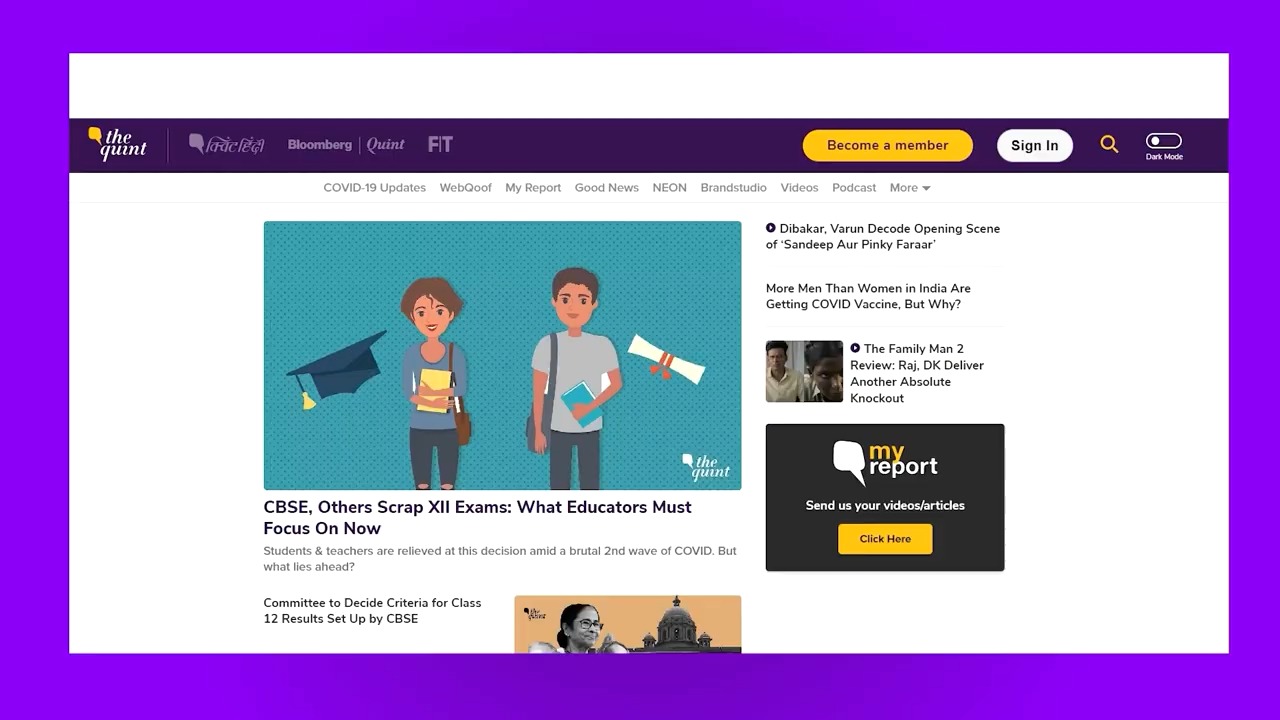 the
quint
क्विंट हिंदी
Bloomberg | Quint
FIT
Become a member
Sign In
Dark Mode
COVID-19 Updates
WebQoof
My Report
Good News
NEON
Brandstudio
Videos
Podcast
More
the
quint
CBSE, Others Scrap XII Exams: What Educators Must
Focus On Now
Students & teachers are relieved at this decision amid a brutal 2nd wave of COVID. But
what lies ahead?
Committee to Decide Criteria for Class
12 Results Set Up by CBSE
the
quint
Dibakar, Varun Decode Opening Scene
of ‘Sandeep Aur Pinky Faraar’
More Men Than Women in India Are
Getting COVID Vaccine, But Why?
The Family Man 2
Review: Raj, DK Deliver
Another Absolute
Knockout
my
report
Send us your videos/articles
Click Here